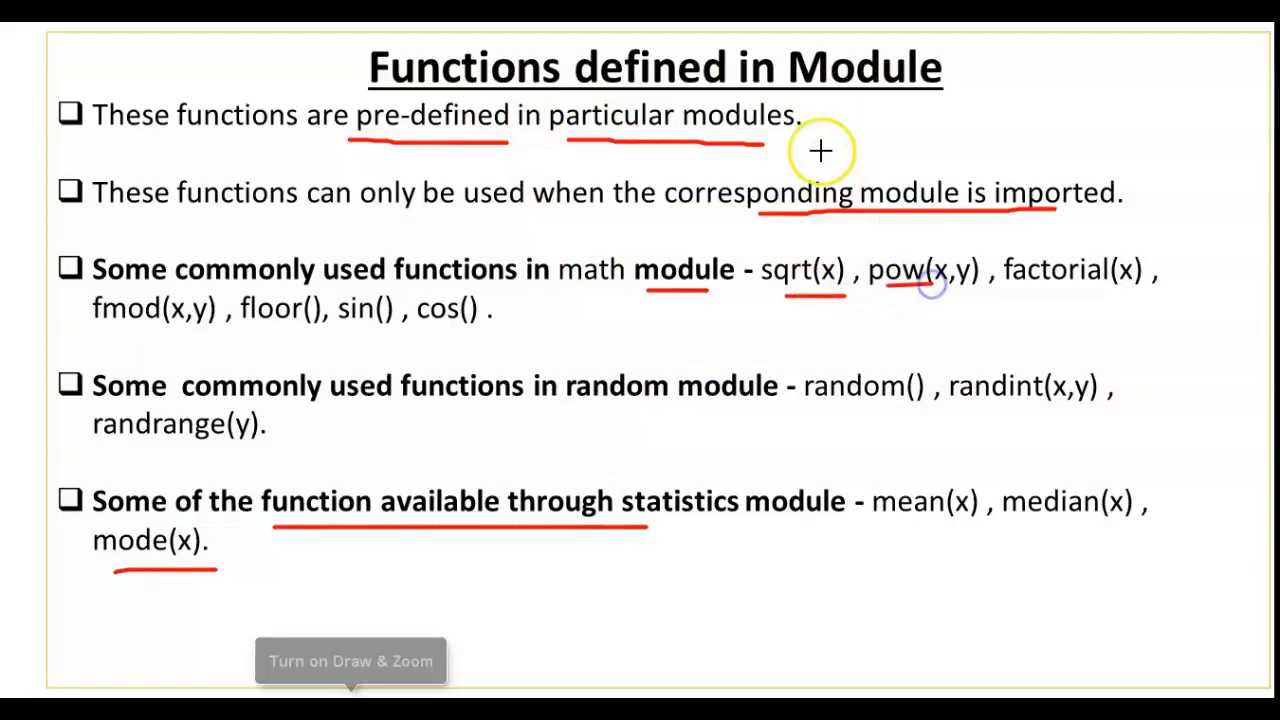 Functions defined in Module
❑ These functions are pre-defined in particular modules.
❑ These functions can only be used when the corresponding module is imported.
❑ Some commonly used functions in math module - sqrt(x) , pow(x,y) , factorial(x) ,
fmod(x,y) , floor(), sin() , cos() .
❑ Some commonly used functions in random module - random() , randint(x,y) ,
randrange(y).
❑ Some of the function available through statistics module - mean(x) , median(x) ,
mode(x).
Turn on Draw & Zoom